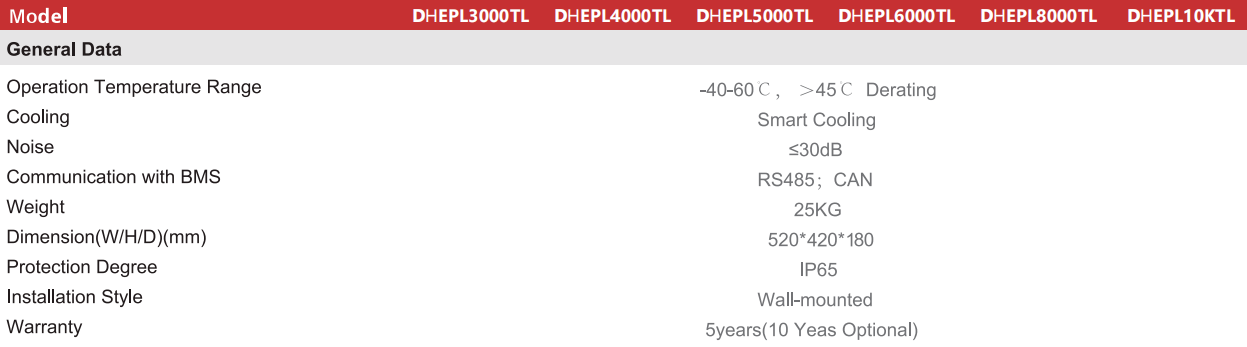 Model DHEPL3000TL DHEPL4000TL DHEPL5000TL DHEPL6000TL DHEPL8000TL DHEPL10KTL
General Data
Operation Temperature Range -40-60℃， ＞45℃ Derating
Cooling Smart Cooling
Noise ≤30dB
Communication with BMS RS485；CAN
Weight 25KG
Dimension(W/H/D)(mm) 520*420*180
Protection Degree IP65
Installation Style Wall-mounted
Warranty 5years(10 Yeas Optional)